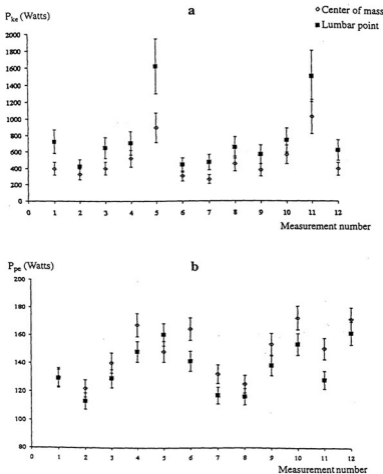 P_ke (Watts)
a
◇ Center of mass
■ Lumbar point
2000
1800
1600
1400
1200
1000
800
600
400
200
0
0 1 2 3 4 5 6 7 8 9 10 11 12
Measurement number
P_pe (Watts)
b
200
180
160
140
120
100
80
0 1 2 3 4 5 6 7 8 9 10 11 12
Measurement number